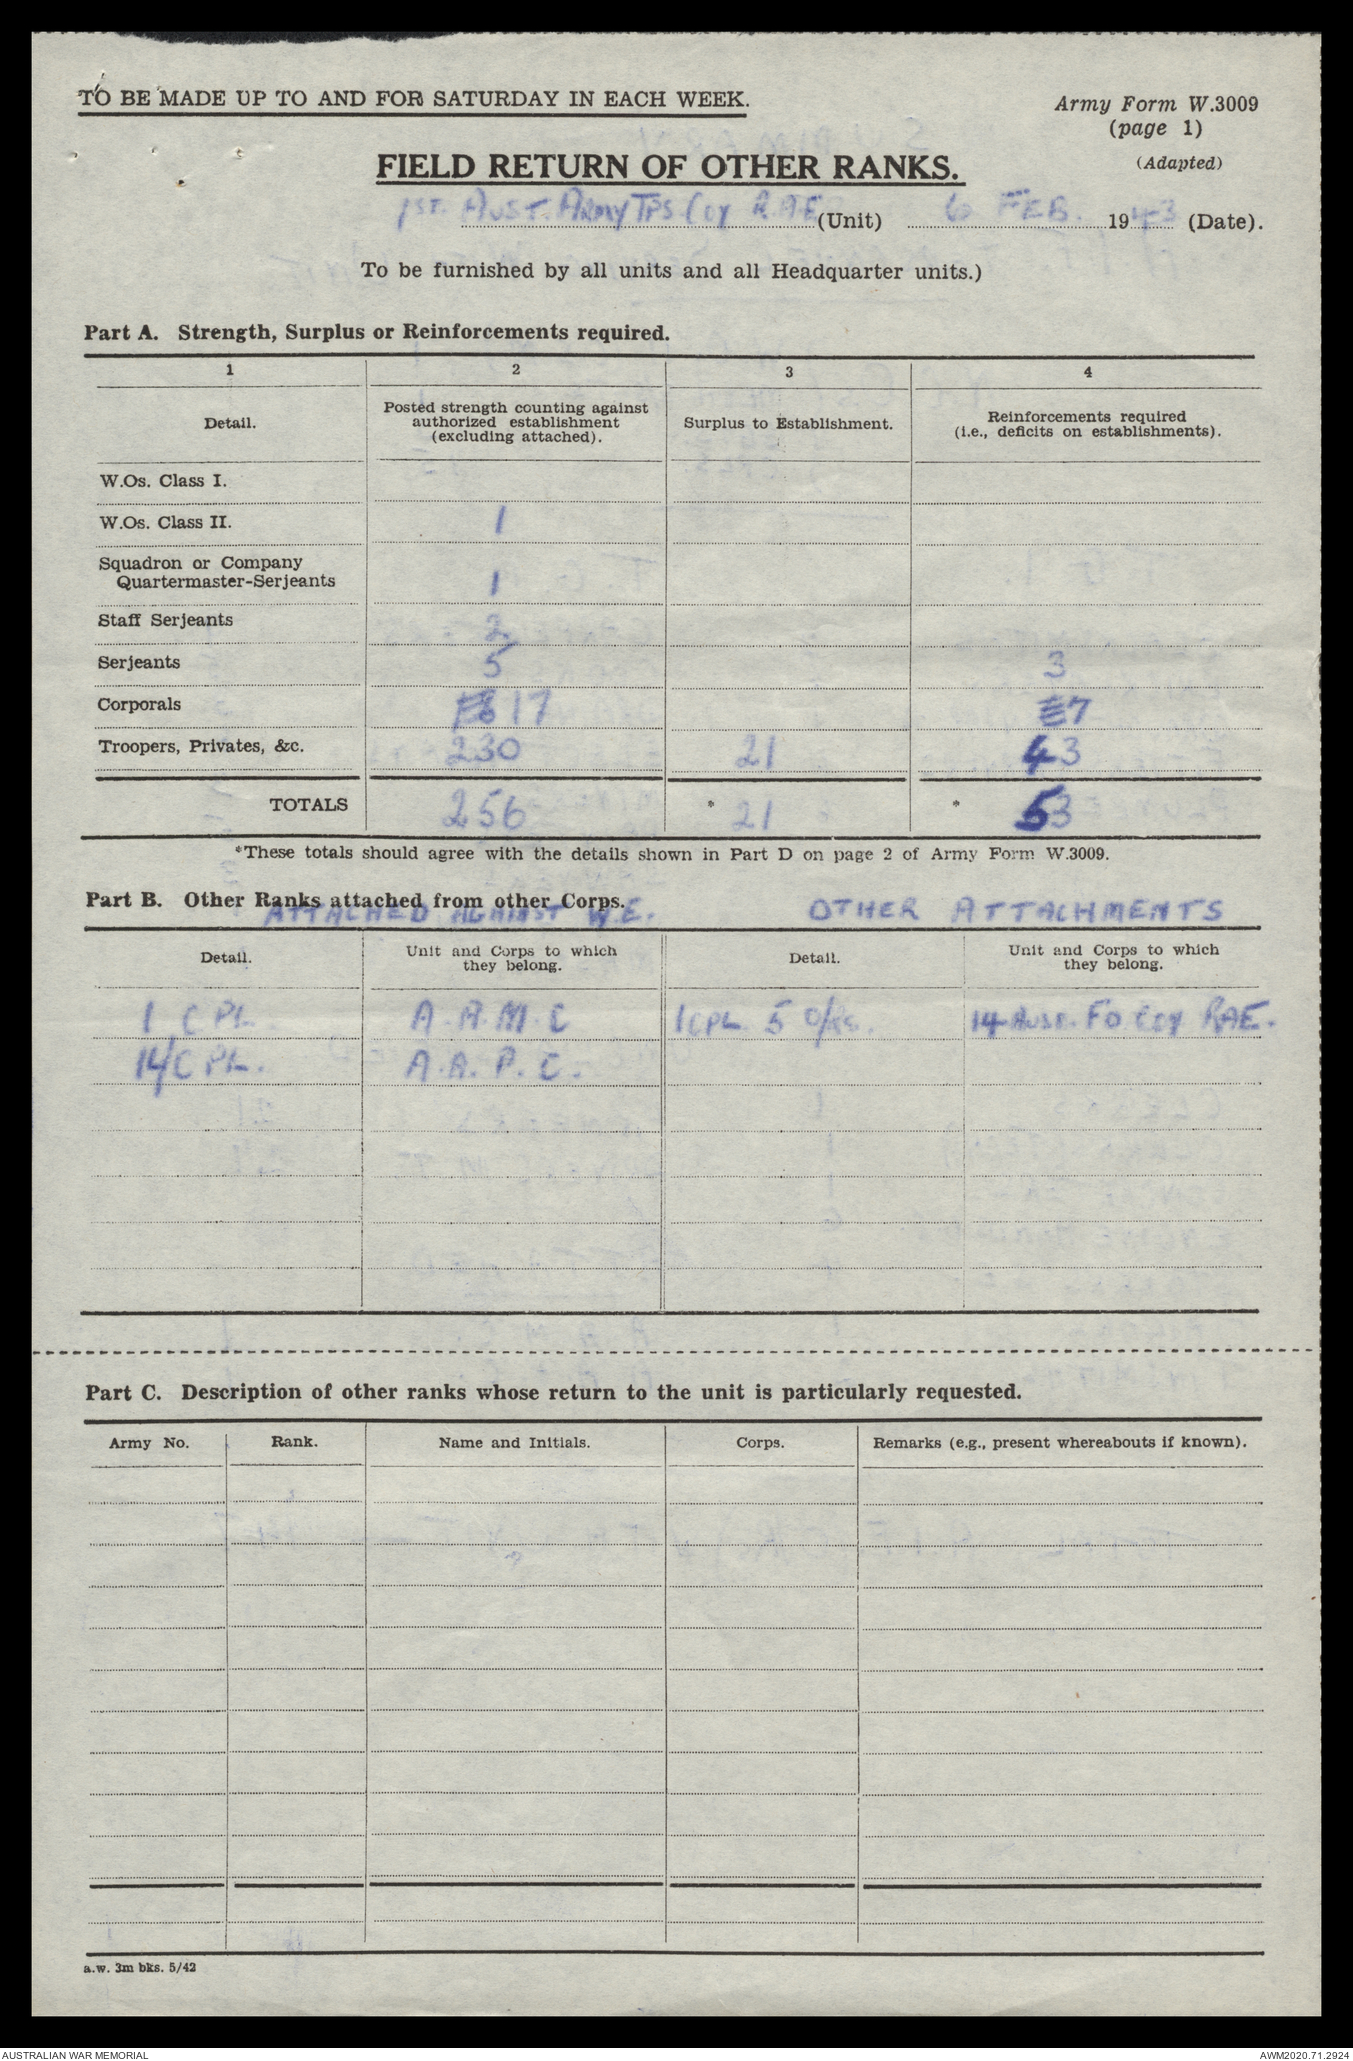 TO BE MADE UP TO AND FOR SATURDAY IN EACH WEEK.
Army Form W.3009
(page 1)
(Adapted)
FIELD RETURN OF OTHER RANKS.
1ST. AUST. ARMY TPS. COY R.A.E (Unit) 6 FEB. 1943 (Date).
To be furnished by all units and all Headquarter units.)
Part A. Strength, Surplus or Reinforcements required.
1 2 3 4
Detail. Posted strength counting against authorized establishment (excluding attached). Surplus to Establishment. Reinforcements required (i.e., deficits on establishments).
W.Os. Class I.
W.Os. Class II. 1
Squadron or Company Quartermaster-Serjeants 1
Staff Serjeants 2
Serjeants 5 3
Corporals 17 7
Troopers, Privates, &c. 230 21 43
TOTALS 256 * 21 * 53
*These totals should agree with the details shown in Part D on page 2 of Army Form W.3009.
Part B. Other Ranks attached from other Corps.
ATTACHED AGAINST W.E. OTHER ATTACHMENTS
Detail. Unit and Corps to which they belong. Detail. Unit and Corps to which they belong.
1 CPL. A.A.M.C 1 CPL. 5 O/Rs. 14 AUST. FD COY RAE.
CPL. A.A.P.C.
Part C. Description of other ranks whose return to the unit is particularly requested.
Army No. Rank. Name and Initials. Corps. Remarks (e.g., present whereabouts if known).
a.w. 3m bks. 5/42
AUSTRALIAN WAR MEMORIAL
AWM2020.71.2924